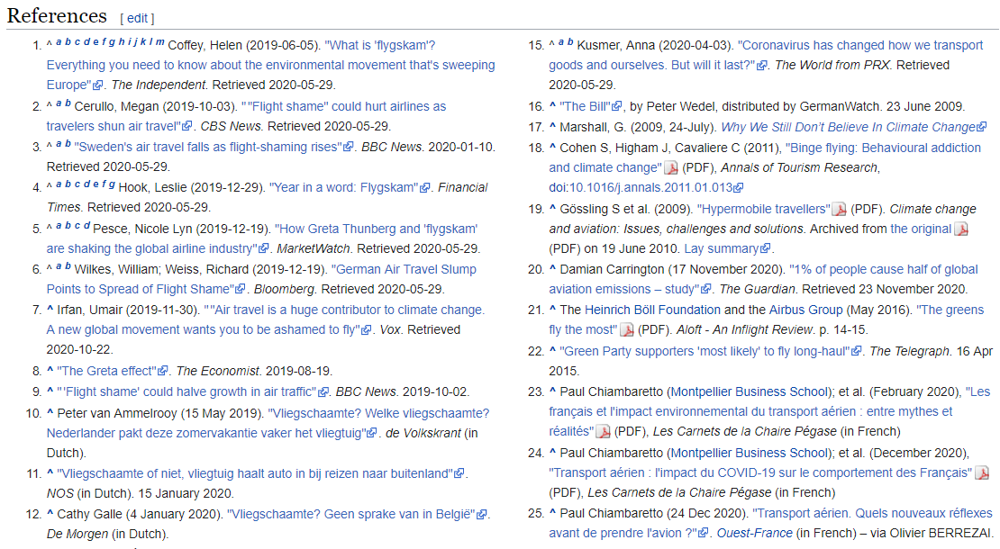 References [ edit ]
1. ^ a b c d e f g h i j k l m Coffey, Helen (2019-06-05). "What is 'flygskam'?
Everything you need to know about the environmental movement that's sweeping
Europe". The Independent. Retrieved 2020-05-29.
2. ^ a b Cerullo, Megan (2019-10-03). ""Flight shame" could hurt airlines as
travelers shun air travel". CBS News. Retrieved 2020-05-29.
3. ^ a b "Sweden's air travel falls as flight-shaming rises". BBC News. 2020-01-10.
Retrieved 2020-05-29.
4. ^ a b c d e f g Hook, Leslie (2019-12-29). "Year in a word: Flygskam". Financial
Times. Retrieved 2020-05-29.
5. ^ a b c d Pesce, Nicole Lyn (2019-12-19). "How Greta Thunberg and 'flygskam'
are shaking the global airline industry". MarketWatch. Retrieved 2020-05-29.
6. ^ a b Wilkes, William; Weiss, Richard (2019-12-19). "German Air Travel Slump
Points to Spread of Flight Shame". Bloomberg. Retrieved 2020-05-29.
7. ^ Irfan, Umair (2019-11-30). ""Air travel is a huge contributor to climate change.
A new global movement wants you to be ashamed to fly". Vox. Retrieved
2020-10-22.
8. ^ "The Greta effect". The Economist. 2019-08-19.
9. ^ "'Flight shame' could halve growth in air traffic". BBC News. 2019-10-02.
10. ^ Peter van Ammelrooy (15 May 2019). "Vliegschaamte? Welke vliegschaamte?
Nederlander pakt deze zomervakantie vaker het vliegtuig". de Volkskrant (in
Dutch).
11. ^ "Vliegschaamte of niet, vliegtuig haalt auto in bij reizen naar buitenland".
NOS (in Dutch). 15 January 2020.
12. ^ Cathy Galle (4 January 2020). "Vliegschaamte? Geen sprake van in België".
De Morgen (in Dutch).
15. ^ a b Kusmer, Anna (2020-04-03). "Coronavirus has changed how we transport
goods and ourselves. But will it last?". The World from PRX. Retrieved
2020-05-29.
16. ^ "The Bill", by Peter Wedel, distributed by GermanWatch. 23 June 2009.
17. ^ Marshall, G. (2009, 24-July). Why We Still Don't Believe In Climate Change
18. ^ Cohen S, Higham J, Cavaliere C (2011), "Binge flying: Behavioural addiction
and climate change" (PDF), Annals of Tourism Research,
doi:10.1016/j.annals.2011.01.013
19. ^ Gössling S et al. (2009). "Hypermobile travellers" (PDF). Climate change
and aviation: Issues, challenges and solutions. Archived from the original
(PDF) on 19 June 2010. Lay summary.
20. ^ Damian Carrington (17 November 2020). "1% of people cause half of global
aviation emissions – study". The Guardian. Retrieved 23 November 2020.
21. ^ The Heinrich Böll Foundation and the Airbus Group (May 2016). "The greens
fly the most" (PDF). Aloft - An Inflight Review. p. 14-15.
22. ^ "Green Party supporters 'most likely' to fly long-haul". The Telegraph. 16 Apr
2015.
23. ^ Paul Chiambaretto (Montpellier Business School); et al. (February 2020), "Les
français et l'impact environnemental du transport aérien : entre mythes et
réalités" (PDF), Les Carnets de la Chaire Pégase (in French)
24. ^ Paul Chiambaretto (Montpellier Business School); et al. (December 2020),
"Transport aérien : l'impact du COVID-19 sur le comportement des Français"
(PDF), Les Carnets de la Chaire Pégase (in French)
25. ^ Paul Chiambaretto (24 Dec 2020). "Transport aérien. Quels nouveaux réflexes
avant de prendre l'avion ?". Ouest-France (in French) – via Olivier BERREZAI.